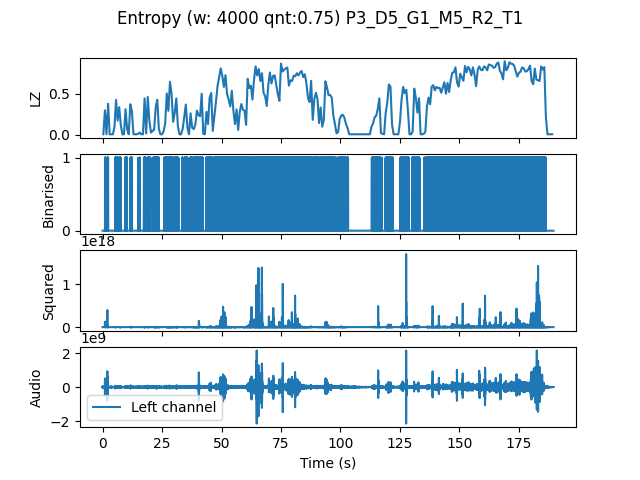 Entropy (w: 4000 qnt:0.75) P3_D5_G1_M5_R2_T1
LZ
0.5
0.0
Binarised
1
0
1e18
Squared
1
0
1e9
Audio
2
0
−2
Left channel
0 25 50 75 100 125 150 175
Time (s)